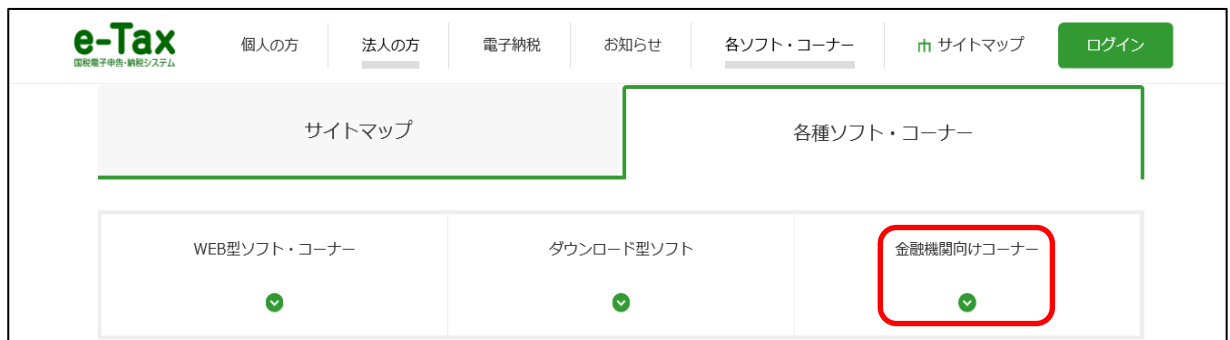 e-Tax
国税電子申告・納税システム
個人の方
法人の方
電子納税
お知らせ
各ソフト・コーナー
サイトマップ
ログイン
サイトマップ
各種ソフト・コーナー
WEB型ソフト・コーナー
ダウンロード型ソフト
金融機関向けコーナー